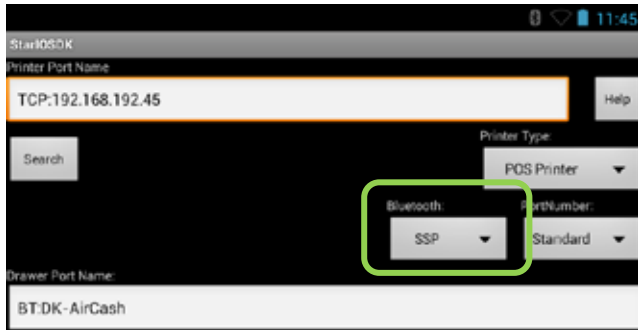 11:45
StarIOSDK
Printer Port Name
TCP:192.168.192.45
Help
Search
Printer Type:
POS Printer
Bluetooth:
PortNumber:
SSP
Standard
Drawer Port Name:
BT:DK-AirCash